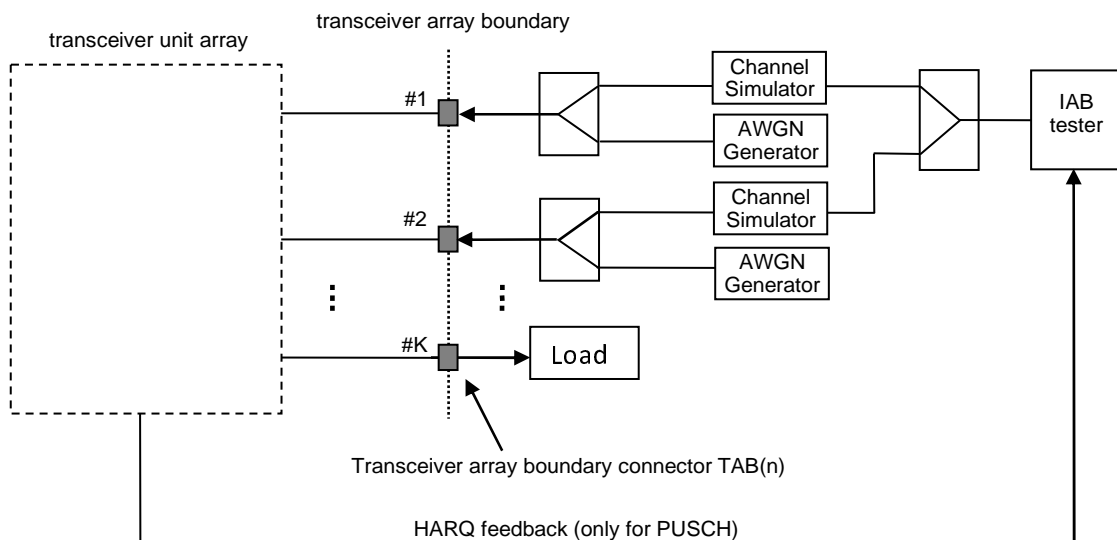 transceiver array boundary
transceiver unit array
#1
Channel
Simulator
AWGN
Generator
IAB
tester
#2
Channel
Simulator
AWGN
Generator
#K
Load
Transceiver array boundary connector TAB(n)
HARQ feedback (only for PUSCH)